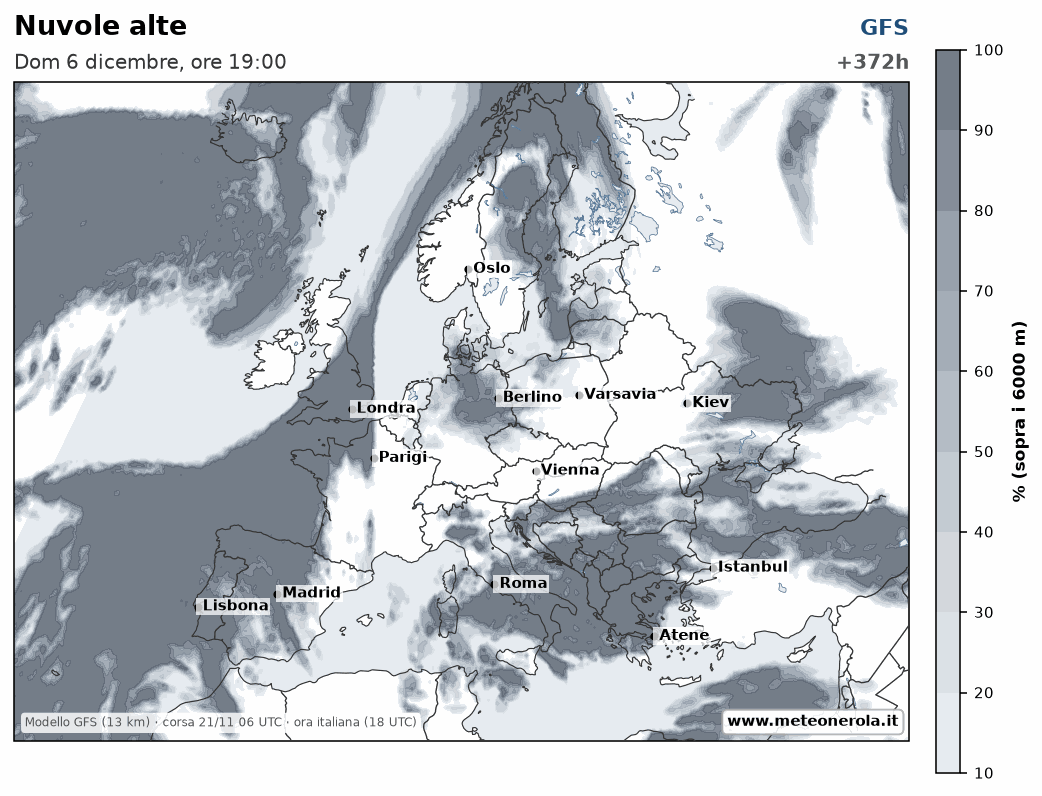 Nuvole alte
GFS
Dom 6 dicembre, ore 19:00
+372h
100
90
80
70
60
50
40
30
20
10
% (sopra i 6000 m)
Oslo
Berlino
Varsavia
Kiev
Londra
Parigi
Vienna
Istanbul
Roma
Madrid
Lisbona
Atene
Modello GFS (13 km) · corsa 21/11 06 UTC · ora italiana (18 UTC)
www.meteonerola.it